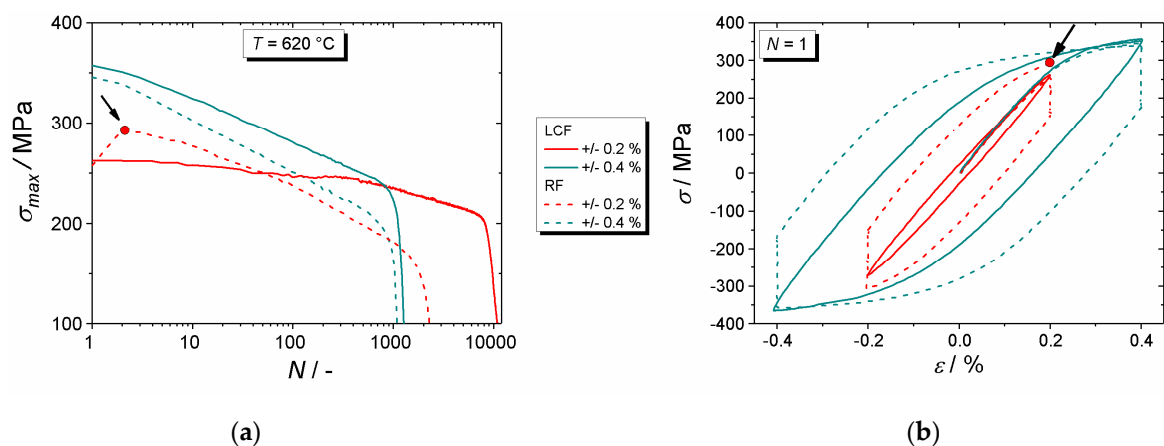 T = 620 °C
400
300
200
100
σmax / MPa
1
10
100
1000
10000
N / -
LCF
+/- 0.2 %
+/- 0.4 %
RF
+/- 0.2 %
+/- 0.4 %
N = 1
400
300
200
100
0
-100
-200
-300
-400
σ / MPa
-0.4
-0.2
0.0
0.2
0.4
ε / %
(a)
(b)